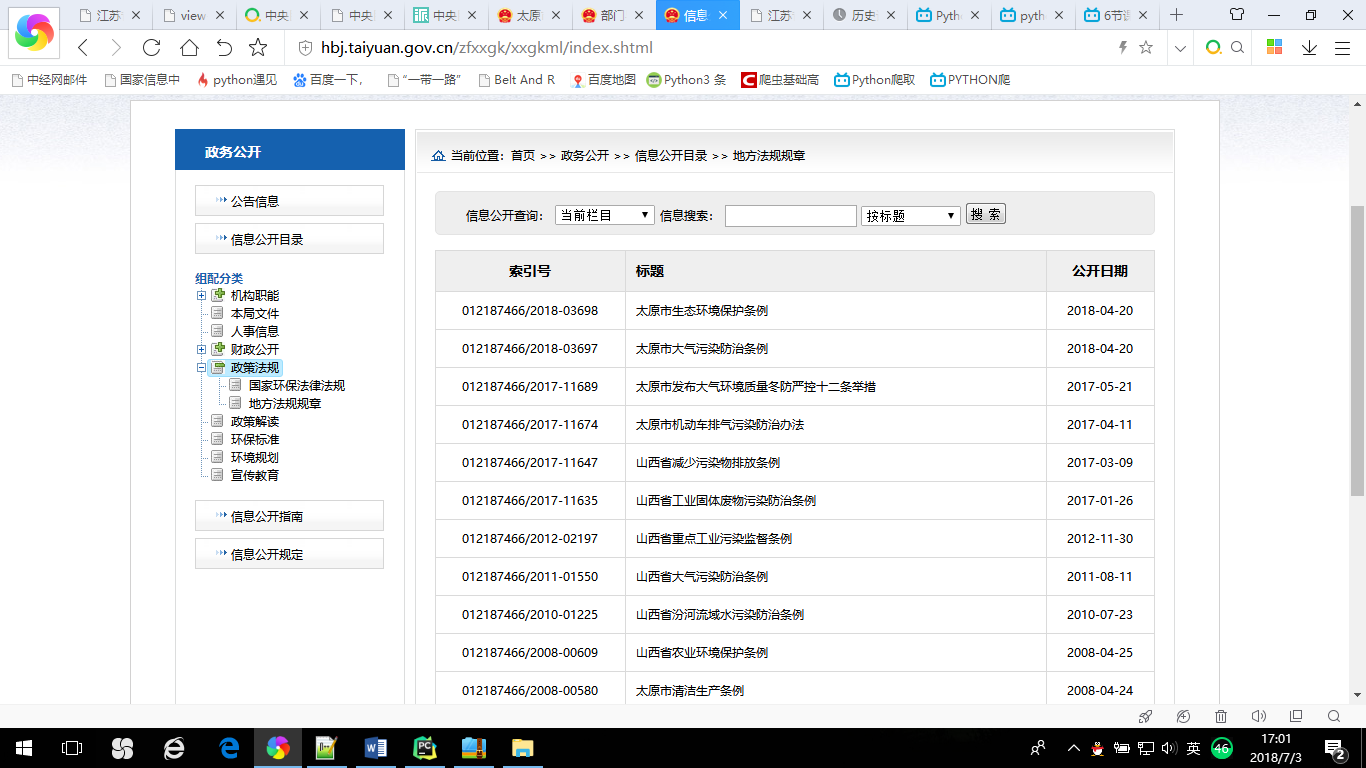 江苏 view 中央 中央 中央 太原 部门 信息 江苏 历史 Pyth pyth 6节课
hbj.taiyuan.gov.cn/zfxxgk/xxgkml/index.shtml
中经网邮件 国家信息中 python遇见 百度一下， “一带一路” Belt And R 百度地图 Python3 条 爬虫基础高 Python爬取 PYTHON爬
政务公开
公告信息
信息公开目录
组配分类
机构职能
本局文件
人事信息
财政公开
政策法规
国家环保法律法规
地方法规规章
政策解读
环保标准
环境规划
宣传教育
信息公开指南
信息公开规定
当前位置：首页 >> 政务公开 >> 信息公开目录 >> 地方法规规章
信息公开查询： 当前栏目 信息搜索： 按标题 搜 索
索引号 标题 公开日期
012187466/2018-03698 太原市生态环境保护条例 2018-04-20
012187466/2018-03697 太原市大气污染防治条例 2018-04-20
012187466/2017-11689 太原市发布大气环境质量冬防严控十二条举措 2017-05-21
012187466/2017-11674 太原市机动车排气污染防治办法 2017-04-11
012187466/2017-11647 山西省减少污染物排放条例 2017-03-09
012187466/2017-11635 山西省工业固体废物污染防治条例 2017-01-26
012187466/2012-02197 山西省重点工业污染监督条例 2012-11-30
012187466/2011-01550 山西省大气污染防治条例 2011-08-11
012187466/2010-01225 山西省汾河流域水污染防治条例 2010-07-23
012187466/2008-00609 山西省农业环境保护条例 2008-04-25
012187466/2008-00580 太原市清洁生产条例 2008-04-24
英 46 17:01
2018/7/3 2